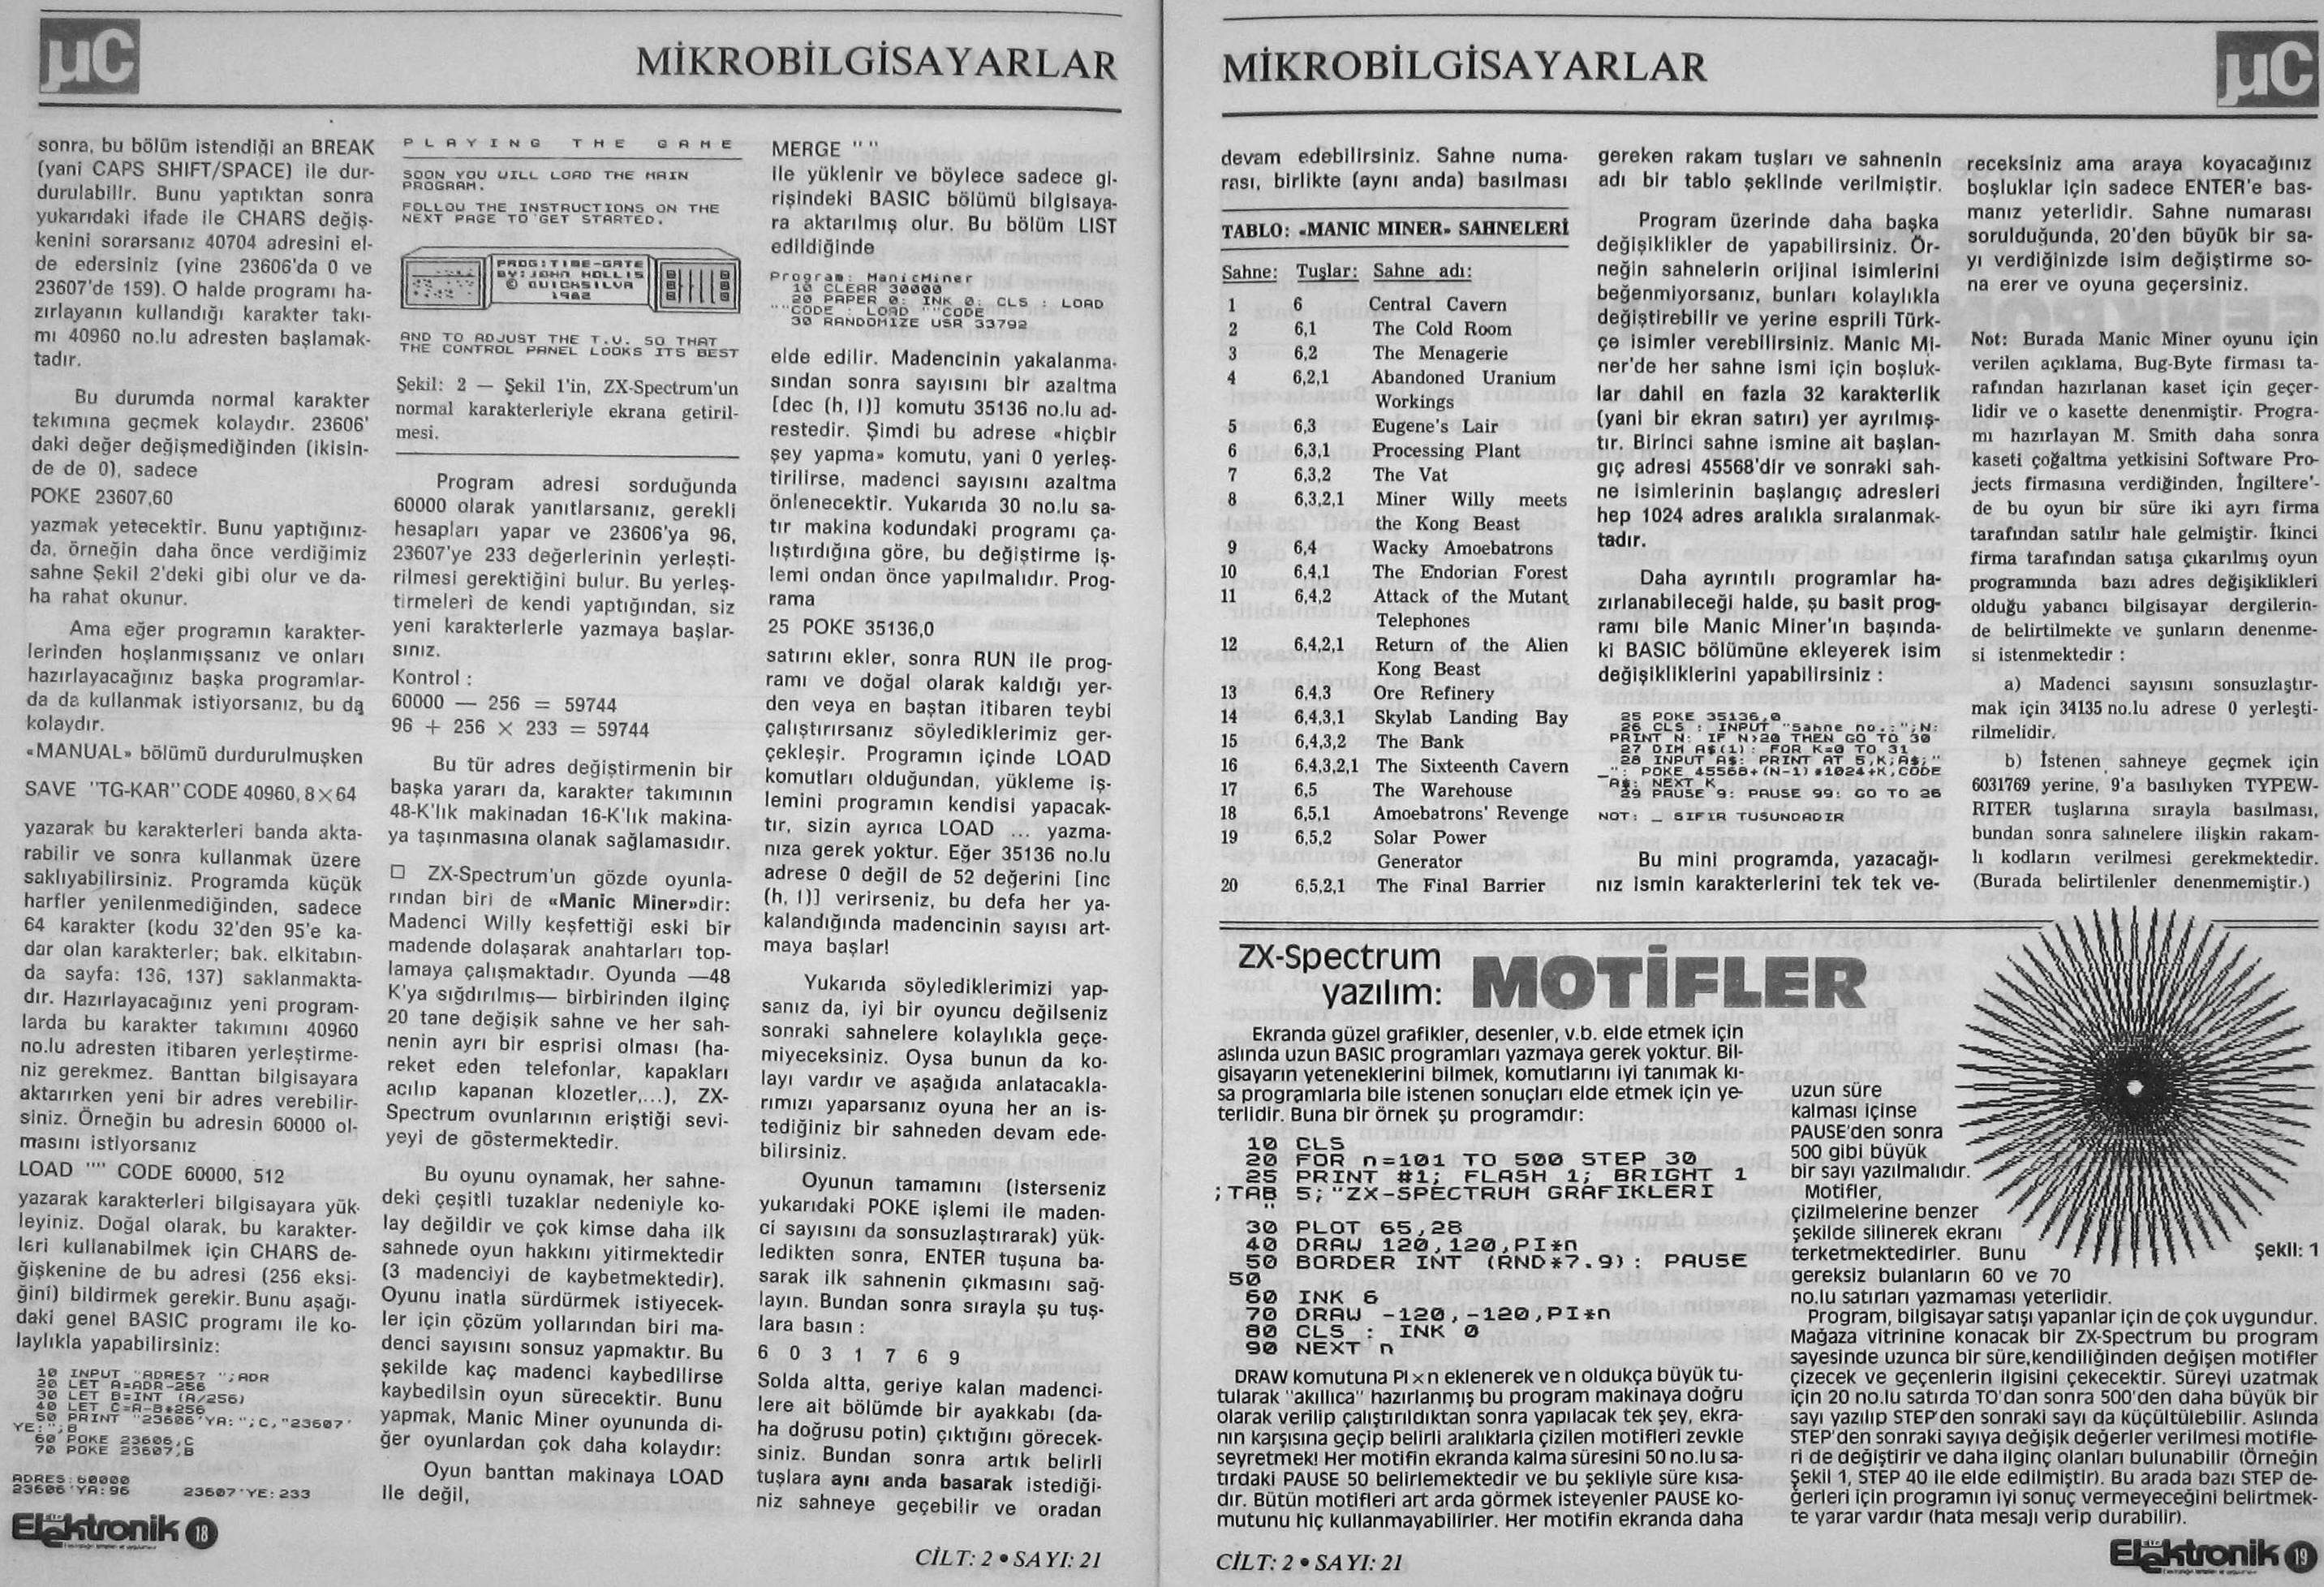 µC
MİKROBİLGİSAYARLAR
sonra, bu bölüm istendiği an BREAK
(yani CAPS SHIFT/SPACE) ile dur-
durulabilir. Bunu yaptıktan sonra
yukarıdaki ifade ile CHARS değiş-
kenini sorarsanız 40704 adresini el-
de edersiniz (yine 23606'da 0 ve
23607'de 159). O halde programı ha-
zırlayanın kullandığı karakter takı-
mı 40960 no.lu adresten başlamak-
tadır.
Bu durumda normal karakter
takımına geçmek kolaydır. 23606'
daki değer değişmediğinden (ikisin-
de de 0), sadece
POKE 23607,60
yazmak yetecektir. Bunu yaptığınız-
da, örneğin daha önce verdiğimiz
sahne Şekil 2'deki gibi olur ve da-
ha rahat okunur.
Ama eğer programın karakter-
lerinden hoşlanmışsanız ve onları
hazırlayacağınız başka programlar-
da da kullanmak istiyorsanız, bu da
kolaydır.
«MANUAL» bölümü durdurulmuşken
SAVE "TG-KAR" CODE 40960, 8×64
yazarak bu karakterleri banda akta-
rabilir ve sonra kullanmak üzere
saklıyabilirsiniz. Programda küçük
harfler yenilenmediğinden, sadece
64 karakter (kodu 32'den 95'e ka-
dar olan karakterler; bak. elkitabın-
da sayfa: 136, 137) saklanmakta-
dır. Hazırlayacağınız yeni program-
larda bu karakter takımını 40960
no.lu adresten itibaren yerleştirme-
niz gerekmez. Banttan bilgisayara
aktarırken yeni bir adres verebilir-
siniz. Örneğin bu adresin 60000 ol-
masını istiyorsanız
LOAD "" CODE 60000, 512
yazarak karakterleri bilgisayara yük-
leyiniz. Doğal olarak, bu karakter-
leri kullanabilmek için CHARS de-
ğişkenine de bu adresi (256 eksi-
ğini) bildirmek gerekir. Bunu aşağı-
daki genel BASIC programı ile ko-
laylıkla yapabilirsiniz:
10 INPUT "ADRES? ";ADR
20 LET A=ADR-256
30 LET B=INT (A/256)
40 LET C=A-B*256
50 PRINT "23606'YA:";C,"23607'
YE:";B
60 POKE 23606,C
70 POKE 23607,B
ADRES:60000
23606'YA:96 23607'YE:233
Elektronik 18
PLAYING THE GAME
SOON YOU WILL LOAD THE MAIN
PROGRAM.
FOLLOW THE INSTRUCTIONS ON THE
NEXT PAGE TO GET STARTED.
PROG:TIME-GATE
BY:JOHN HOLLIS
© QUICKSILVA
1982
AND TO ADJUST THE T.V. SO THAT
THE CONTROL PANEL LOOKS ITS BEST
Şekil: 2 — Şekil 1'in, ZX-Spectrum'un
normal karakterleriyle ekrana getiril-
mesi.
Program adresi sorduğunda
60000 olarak yanıtlarsanız, gerekli
hesapları yapar ve 23606'ya 96,
23607'ye 233 değerlerinin yerleşti-
rilmesi gerektiğini bulur. Bu yerleş-
tirmeleri de kendi yaptığından, siz
yeni karakterlerle yazmaya başlar-
sınız.
Kontrol :
60000 — 256 = 59744
96 + 256 × 233 = 59744
Bu tür adres değiştirmenin bir
başka yararı da, karakter takımının
48-K'lık makinadan 16-K'lık makina-
ya taşınmasına olanak sağlamasıdır.
□ ZX-Spectrum'un gözde oyunla-
rından biri de «Manic Miner»dir:
Madenci Willy keşfettiği eski bir
madende dolaşarak anahtarları top-
lamaya çalışmaktadır. Oyunda —48
K'ya sığdırılmış— birbirinden ilginç
20 tane değişik sahne ve her sah-
nenin ayrı bir esprisi olması (ha-
reket eden telefonlar, kapakları
acılıp kapanan klozetler,...), ZX-
Spectrum ovunlarının eriştiği sevi-
yeyi de göstermektedir.
Bu oyunu oynamak, her sahne-
deki çeşitli tuzaklar nedeniyle ko-
lay değildir ve çok kimse daha ilk
sahnede oyun hakkını yitirmektedir
(3 madenciyi de kaybetmektedir).
Oyunu inatla sürdürmek istiyecek-
ler için çözüm yollarından biri ma-
denci sayısını sonsuz yapmaktır. Bu
şekilde kaç madenci kaybedilirse
kaybedilsin oyun sürecektir. Bunu
yapmak, Manic Miner oyununda di-
ğer oyunlardan çok daha kolaydır:
Oyun banttan makinaya LOAD
ile değil,
MERGE " "
ile yüklenir ve böylece sadece gi-
rişindeki BASIC bölümü bilgisaya-
ra aktarılmış olur. Bu bölüm LIST
edildiğinde
Program: ManicMiner
10 CLEAR 30000
20 PAPER 0: INK 0: CLS : LOAD
""CODE : LOAD ""CODE
30 RANDOMIZE USR 33792
elde edilir. Madencinin yakalanma-
sından sonra sayısını bir azaltma
[dec (h, l)] komutu 35136 no.lu ad-
restedir. Şimdi bu adrese «hiçbir
şey yapma» komutu, yani 0 yerleş-
tirilirse, madenci sayısını azaltma
önlenecektir. Yukarıda 30 no.lu sa-
tır makina kodundaki programı ça-
lıştırdığına göre, bu değiştirme iş-
lemi ondan önce yapılmalıdır. Prog-
rama
25 POKE 35136,0
satırını ekler, sonra RUN ile prog-
ramı ve doğal olarak kaldığı yer-
den veya en baştan itibaren teybi
çalıştırırsanız söylediklerimiz ger-
çekleşir. Programın içinde LOAD
komutları olduğundan, yükleme iş-
lemini programın kendisi yapacak-
tır, sizin ayrıca LOAD ... yazma-
nıza gerek yoktur. Eğer 35136 no.lu
adrese 0 değil de 52 değerini [inc
(h, l)] verirseniz, bu defa her ya-
kalandığında madencinin sayısı art-
maya başlar!
Yukarıda söylediklerimizi yap-
sanız da, iyi bir oyuncu değilseniz
sonraki sahnelere kolaylıkla geçe-
miyeceksiniz. Oysa bunun da ko-
layı vardır ve aşağıda anlatacakla-
rımızı yaparsanız oyuna her an is-
tediğiniz bir sahneden devam ede-
bilirsiniz.
Oyunun tamamını (isterseniz
yukarıdaki POKE işlemi ile maden-
ci sayısını da sonsuzlaştırarak) yük-
ledikten sonra, ENTER tuşuna ba-
sarak ilk sahnenin çıkmasını sağ-
layın. Bundan sonra sırayla şu tuş-
lara basın :
6 0 3 1 7 6 9
Solda altta, geriye kalan madenci-
lere ait bölümde bir ayakkabı (da-
ha doğrusu potin) çıktığını görecek-
siniz. Bundan sonra artık belirli
tuşlara aynı anda basarak istediği-
niz sahneye geçebilir ve oradan
CİLT: 2 • SAYI: 21
MİKROBİLGİSAYARLAR
µC
devam edebilirsiniz. Sahne numa-
rası, birlikte (aynı anda) basılması
TABLO: «MANIC MINER» SAHNELERİ
Sahne: Tuşlar: Sahne adı:
1 6 Central Cavern
2 6,1 The Cold Room
3 6,2 The Menagerie
4 6,2,1 Abandoned Uranium
Workings
5 6,3 Eugene's Lair
6 6,3,1 Processing Plant
7 6,3,2 The Vat
8 6,3,2,1 Miner Willy meets
the Kong Beast
9 6,4 Wacky Amoebatrons
10 6,4,1 The Endorian Forest
11 6,4,2 Attack of the Mutant
Telephones
12 6,4,2,1 Return of the Alien
Kong Beast
13 6,4,3 Ore Refinery
14 6,4,3,1 Skylab Landing Bay
15 6,4,3,2 The Bank
16 6,4,3,2,1 The Sixteenth Cavern
17 6,5 The Warehouse
18 6,5,1 Amoebatrons' Revenge
19 6,5,2 Solar Power
Generator
20 6,5,2,1 The Final Barrier
gereken rakam tuşları ve sahnenin
adı bir tablo şeklinde verilmiştir.
Program üzerinde daha başka
değişiklikler de yapabilirsiniz. Ör-
neğin sahnelerin orijinal isimlerini
beğenmiyorsanız, bunları kolaylıkla
değiştirebilir ve yerine esprili Türk-
çe isimler verebilirsiniz. Manic Mi-
ner'de her sahne ismi için boşluk-
lar dahil en fazla 32 karakterlik
(yani bir ekran satırı) yer ayrılmış-
tır. Birinci sahne ismine ait başlan-
gıç adresi 45568'dir ve sonraki sah-
ne isimlerinin başlangıç adresleri
hep 1024 adres aralıkla sıralanmak-
tadır.
Daha ayrıntılı programlar ha-
zırlanabileceği halde, şu basit prog-
ramı bile Manic Miner'ın başında-
ki BASIC bölümüne ekleyerek isim
değişikliklerini yapabilirsiniz :
25 POKE 35136,0
26 CLS : INPUT "Sahne no.:";N:
PRINT N: IF N>20 THEN GO TO 30
27 DIM A$(1): FOR K=0 TO 31
28 INPUT A$: PRINT AT 5,K;A$;"
_": POKE 45568+(N-1)*1024+K,CODE
A$: NEXT K
29 PAUSE 9: PAUSE 99: GO TO 26
NOT: _ SIFIR TUSUNDADIR
Bu mini programda, yazacağı-
nız ismin karakterlerini tek tek ve-
receksiniz ama araya koyacağınız
boşluklar için sadece ENTER'e bas-
manız yeterlidir. Sahne numarası
sorulduğunda, 20'den büyük bir sa-
yı verdiğinizde isim değiştirme so-
na erer ve oyuna geçersiniz.
Not: Burada Manic Miner oyunu için
verilen açıklama, Bug-Byte firması ta-
rafından hazırlanan kaset için geçer-
lidir ve o kasette denenmiştir. Progra-
mı hazırlayan M. Smith daha sonra
kaseti çoğaltma yetkisini Software Pro-
jects firmasına verdiğinden, İngiltere'-
de bu oyun bir süre iki ayrı firma
tarafından satılır hale gelmiştir. İkinci
firma tarafından satışa çıkarılmış oyun
programında bazı adres değişiklikleri
olduğu yabancı bilgisayar dergilerin-
de belirtilmekte ve şunların denenme-
si istenmektedir :
a) Madenci sayısını sonsuzlaştır-
mak için 34135 no.lu adrese 0 yerleşti-
rilmelidir.
b) İstenen sahneye geçmek için
6031769 yerine, 9'a basılıyken TYPEW-
RITER tuşlarına sırayla basılması,
bundan sonra sahnelere ilişkin rakam-
lı kodların verilmesi gerekmektedir.
(Burada belirtilenler denenmemiştir.)
ZX-Spectrum
yazılım: MOTİFLER
Ekranda güzel grafikler, desenler, v.b. elde etmek için
aslında uzun BASIC programları yazmaya gerek yoktur. Bil-
gisayarın yeteneklerini bilmek, komutlarını iyi tanımak kı-
sa programlarla bile istenen sonuçları elde etmek için ye-
terlidir. Buna bir örnek şu programdır:
10 CLS
20 FOR n=101 TO 500 STEP 30
25 PRINT #1; FLASH 1; BRIGHT 1
;TAB 5;"ZX-SPECTRUM GRAFIKLERI
"
30 PLOT 65,28
40 DRAW 120,120,PI*n
50 BORDER INT (RND*7.9): PAUSE
50
60 INK 6
70 DRAW -120,-120,PI*n
80 CLS : INK 0
90 NEXT n
DRAW komutuna PI×n eklenerek ve n oldukça büyük tu-
tularak "akıllıca" hazırlanmış bu program makinaya doğru
olarak verilip çalıştırıldıktan sonra yapılacak tek şey, ekra-
nın karşısına geçip belirli aralıklarla çizilen motifleri zevkle
seyretmek! Her motifin ekranda kalma süresini 50 no.lu sa-
tırdaki PAUSE 50 belirlemektedir ve bu şekliyle süre kısa-
dır. Bütün motifleri art arda görmek isteyenler PAUSE ko-
mutunu hiç kullanmayabilirler. Her motifin ekranda daha
uzun süre
kalması içinse
PAUSE'den sonra
500 gibi büyük
bir sayı yazılmalıdır.
Motifler,
çizilmelerine benzer
şekilde silinerek ekranı
terketmektedirler. Bunu
gereksiz bulanların 60 ve 70
no.lu satırları yazmaması yeterlidir.
Şekil: 1
Program, bilgisayar satışı yapanlar için de çok uygundur.
Mağaza vitrinine konacak bir ZX-Spectrum bu program
sayesinde uzunca bir süre,kendiliğinden değişen motifler
çizecek ve geçenlerin ilgisini çekecektir. Süreyi uzatmak
için 20 no.lu satırda TO'dan sonra 500'den daha büyük bir
sayı yazılıp STEP'den sonraki sayı da küçültülebilir. Aslında
STEP'den sonraki sayıya değişik değerler verilmesi motifle-
ri de değiştirir ve daha ilginç olanları bulunabilir (Örneğin
Şekil 1, STEP 40 ile elde edilmiştir). Bu arada bazı STEP de-
ğerleri için programın iyi sonuç vermeyeceğini belirtmek-
te yarar vardır (hata mesajı verip durabilir).
CİLT: 2 • SAYI: 21
Elektronik 19